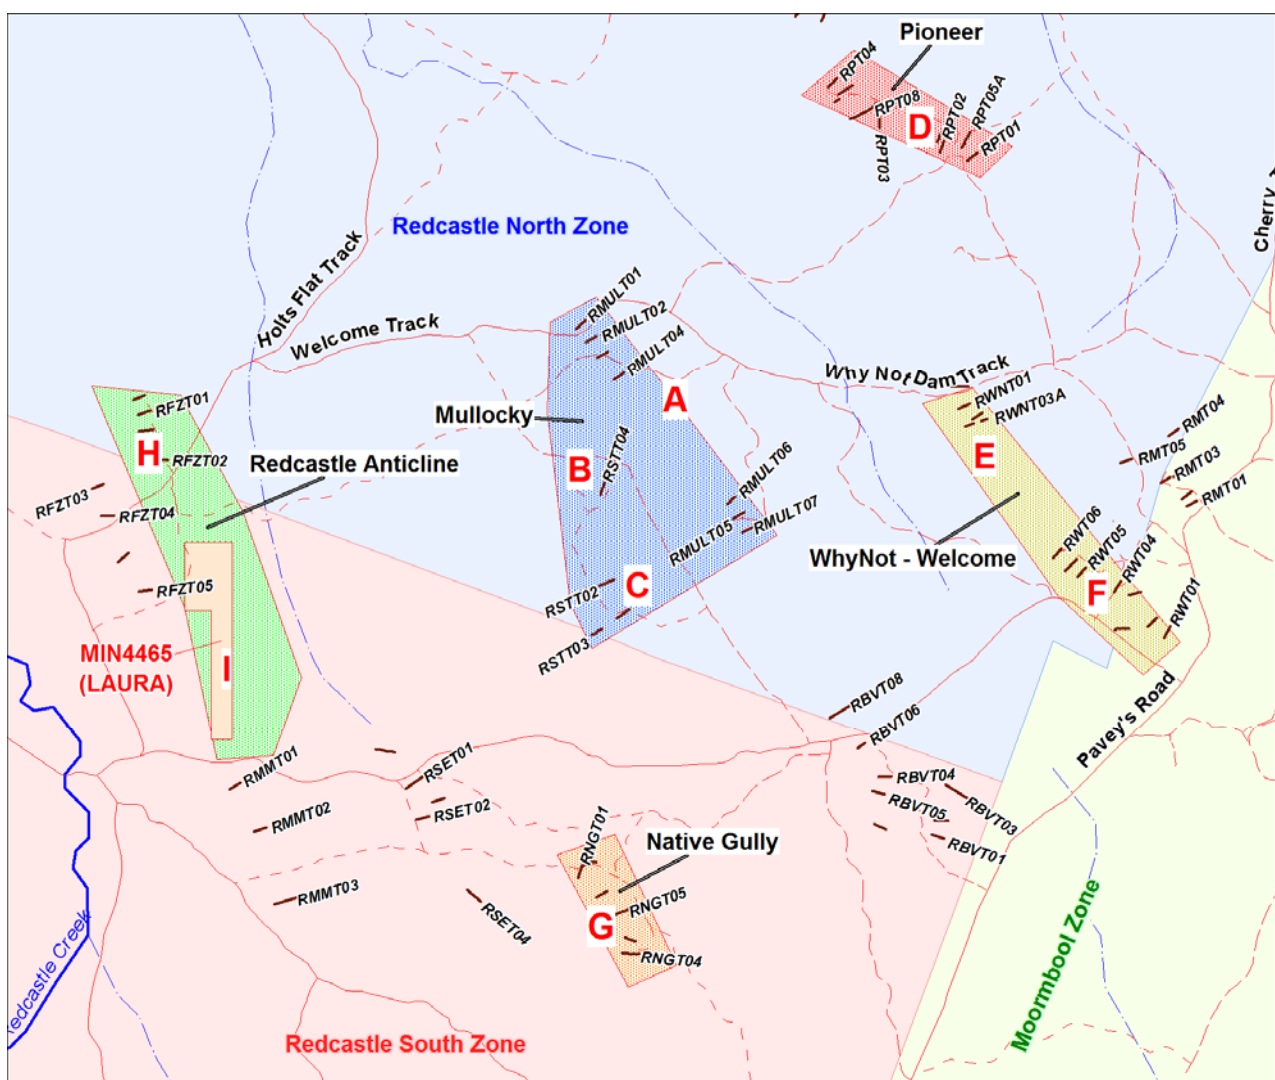 Pioneer
RPT04
RPT08
D
RPT02
RPT05A
RPT01
RPT03
Redcastle North Zone
Holts Flat Track
Welcome Track
RMULT01
RMULT02
RMULT04
A
Why Not Dam Track
RWNT01
RWNT03A
Mullocky
RFZT01
H
RFZT02
Redcastle Anticline
B
RSTT04
RMULT06
E
RMT04
RMT05
RMT03
RMT01
RFZT03
RFZT04
RMULT05
RMULT07
WhyNot - Welcome
RWT06
RWT05
RWT04
F
RWT01
RFZT05
RSTT02
C
RSTT03
MIN4465
(LAURA)
I
RBVT08
RBVT06
Pavey's Road
RMMT01
RSET01
RBVT04
RBVT05
RBVT03
RBVT01
RMMT02
RSET02
RNGT01
Native Gully
RMMT03
RSET04
G
RNGT05
RNGT04
Redcastle Creek
Redcastle South Zone
Moormbool Zone
Cherry